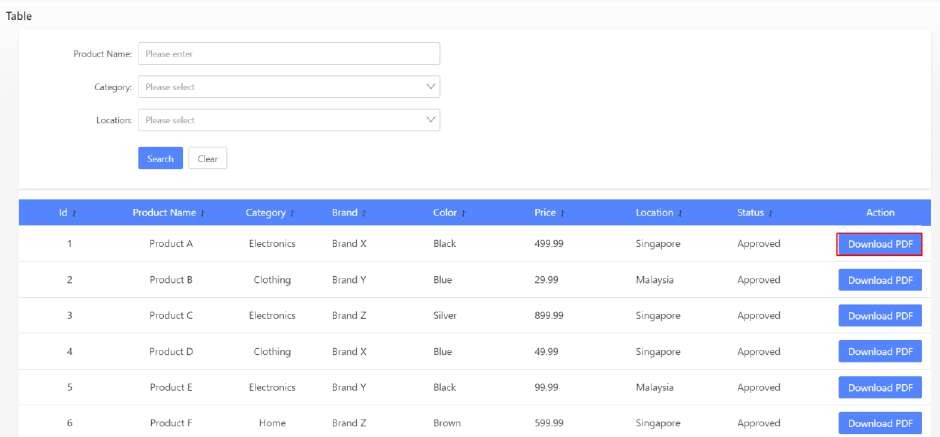 Table
Product Name: Please enter
Category: Please select
Location: Please select
Search Clear
Id Product Name Category Brand Color Price Location Status Action
1 Product A Electronics Brand X Black 499.99 Singapore Approved Download PDF
2 Product B Clothing Brand Y Blue 29.99 Malaysia Approved Download PDF
3 Product C Electronics Brand Z Silver 899.99 Singapore Approved Download PDF
4 Product D Clothing Brand X Blue 49.99 Singapore Approved Download PDF
5 Product E Electronics Brand Y Black 99.99 Malaysia Approved Download PDF
6 Product F Home Brand Z Brown 599.99 Singapore Approved Download PDF